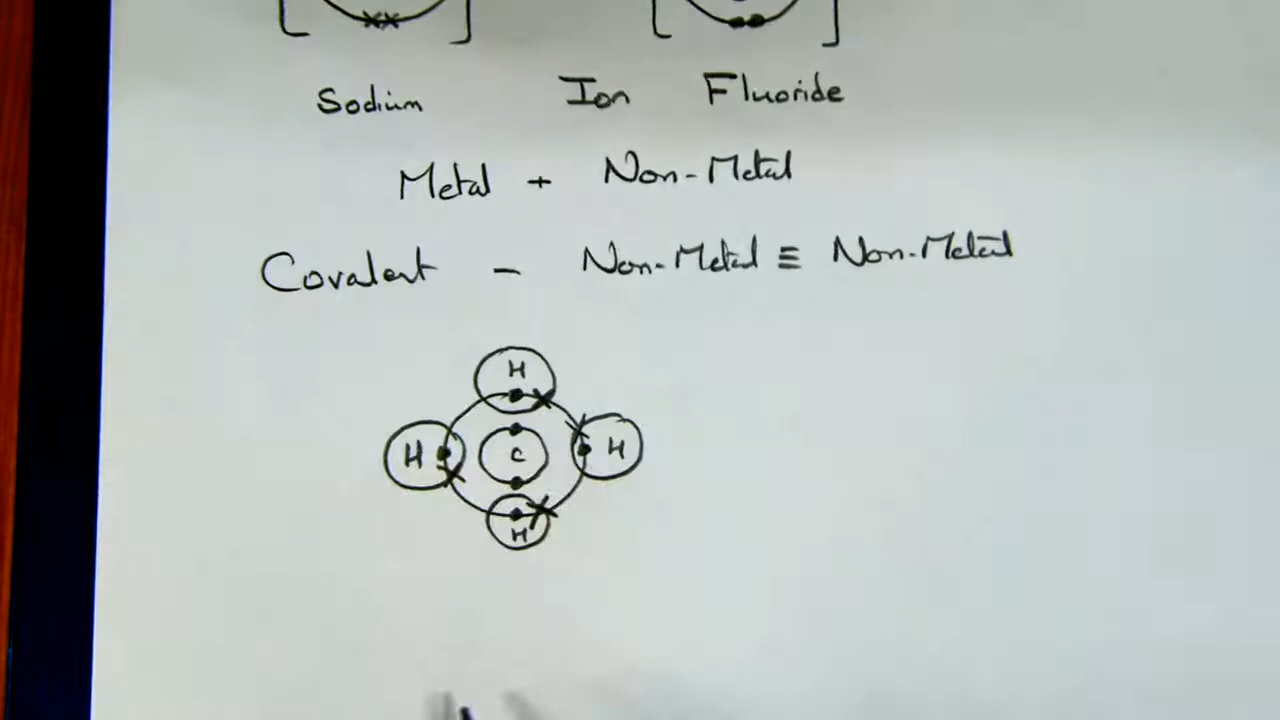 Sodium Ion Fluoride
Metal + Non-Metal
Covalent - Non-Metal ≡ Non-Metal
H
H C H
H